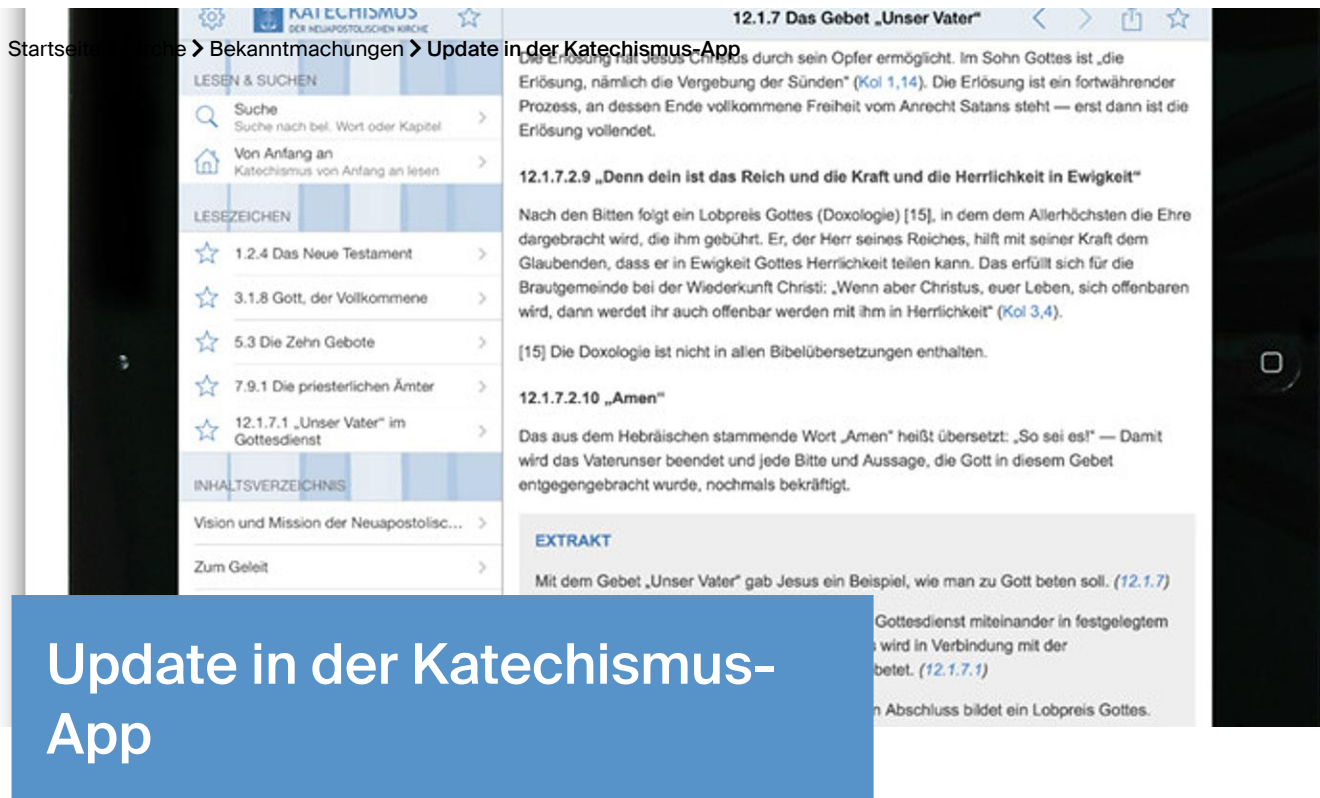 KATECHISMUS
DER NEUAPOSTOLISCHEN KIRCHE
12.1.7 Das Gebet „Unser Vater“
Startseite > Kirche > Bekanntmachungen > Update in der Katechismus-App
LESEN & SUCHEN
Suche
Suche nach bel. Wort oder Kapitel
Von Anfang an
Katechismus von Anfang an lesen
LESEZEICHEN
1.2.4 Das Neue Testament
3.1.8 Gott, der Vollkommene
5.3 Die Zehn Gebote
7.9.1 Die priesterlichen Ämter
12.1.7.1 „Unser Vater“ im
Gottesdienst
INHALTSVERZEICHNIS
Vision und Mission der Neuapostolisc...
Zum Geleit
Die Erlösung hat Jesus Christus durch sein Opfer ermöglicht. Im Sohn Gottes ist „die
Erlösung, nämlich die Vergebung der Sünden“ (Kol 1,14). Die Erlösung ist ein fortwährender
Prozess, an dessen Ende vollkommene Freiheit vom Anrecht Satans steht — erst dann ist die
Erlösung vollendet.
12.1.7.2.9 „Denn dein ist das Reich und die Kraft und die Herrlichkeit in Ewigkeit“
Nach den Bitten folgt ein Lobpreis Gottes (Doxologie) [15], in dem dem Allerhöchsten die Ehre
dargebracht wird, die ihm gebührt. Er, der Herr seines Reiches, hilft mit seiner Kraft dem
Glaubenden, dass er in Ewigkeit Gottes Herrlichkeit teilen kann. Das erfüllt sich für die
Brautgemeinde bei der Wiederkunft Christi: „Wenn aber Christus, euer Leben, sich offenbaren
wird, dann werdet ihr auch offenbar werden mit ihm in Herrlichkeit“ (Kol 3,4).
[15] Die Doxologie ist nicht in allen Bibelübersetzungen enthalten.
12.1.7.2.10 „Amen“
Das aus dem Hebräischen stammende Wort „Amen“ heißt übersetzt: „So sei es!“ — Damit
wird das Vaterunser beendet und jede Bitte und Aussage, die Gott in diesem Gebet
entgegengebracht wurde, nochmals bekräftigt.
EXTRAKT
Mit dem Gebet „Unser Vater“ gab Jesus ein Beispiel, wie man zu Gott beten soll. (12.1.7)
Gottesdienst miteinander in festgelegtem
wird in Verbindung mit der
betet. (12.1.7.1)
Abschluss bildet ein Lobpreis Gottes.
Update in der Katechismus-
App